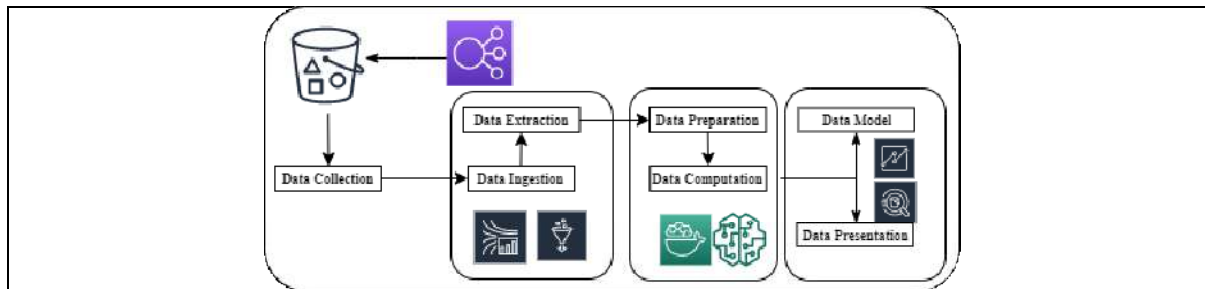 Data Extraction
Data Preparation
Data Model
Data Collection
Data Ingestion
Data Computation
Data Presentation